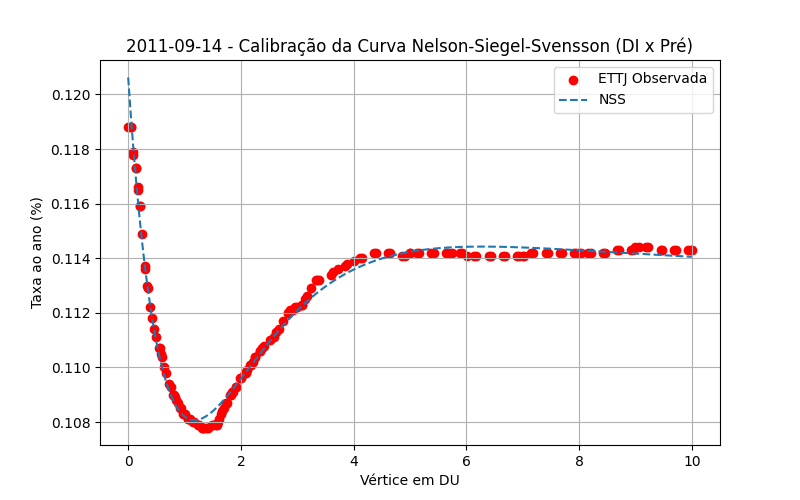 2011-09-14 - Calibração da Curva Nelson-Siegel-Svensson (DI x Pré)
ETTJ Observada
NSS
Taxa ao ano (%)
0.120
0.118
0.116
0.114
0.112
0.110
0.108
0 2 4 6 8 10
Vértice em DU